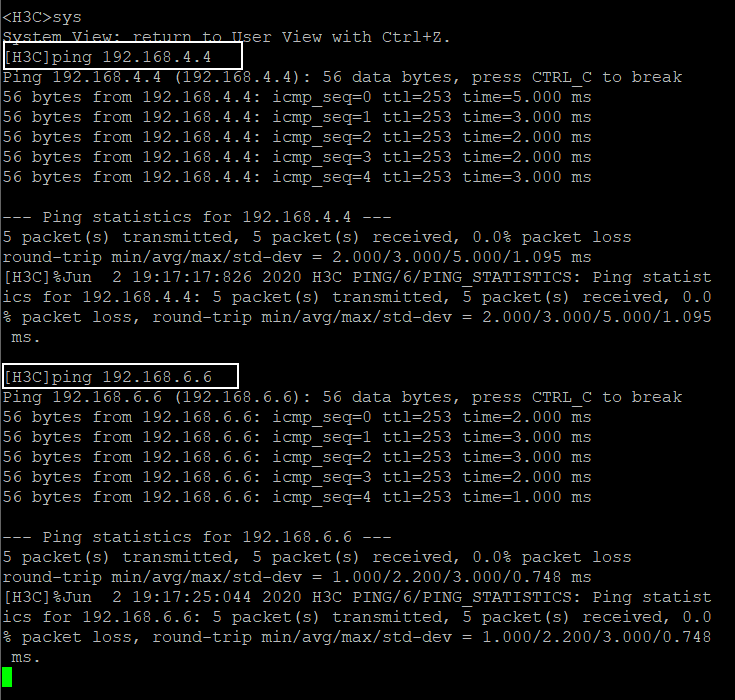 <H3C>sys
System View: return to User View with Ctrl+Z.
[H3C]ping 192.168.4.4
Ping 192.168.4.4 (192.168.4.4): 56 data bytes, press CTRL_C to break
56 bytes from 192.168.4.4: icmp_seq=0 ttl=253 time=5.000 ms
56 bytes from 192.168.4.4: icmp_seq=1 ttl=253 time=3.000 ms
56 bytes from 192.168.4.4: icmp_seq=2 ttl=253 time=2.000 ms
56 bytes from 192.168.4.4: icmp_seq=3 ttl=253 time=2.000 ms
56 bytes from 192.168.4.4: icmp_seq=4 ttl=253 time=3.000 ms

--- Ping statistics for 192.168.4.4 ---
5 packet(s) transmitted, 5 packet(s) received, 0.0% packet loss
round-trip min/avg/max/std-dev = 2.000/3.000/5.000/1.095 ms
[H3C]%Jun  2 19:17:17:826 2020 H3C PING/6/PING_STATISTICS: Ping statist
ics for 192.168.4.4: 5 packet(s) transmitted, 5 packet(s) received, 0.0
% packet loss, round-trip min/avg/max/std-dev = 2.000/3.000/5.000/1.095
 ms.

[H3C]ping 192.168.6.6
Ping 192.168.6.6 (192.168.6.6): 56 data bytes, press CTRL_C to break
56 bytes from 192.168.6.6: icmp_seq=0 ttl=253 time=2.000 ms
56 bytes from 192.168.6.6: icmp_seq=1 ttl=253 time=3.000 ms
56 bytes from 192.168.6.6: icmp_seq=2 ttl=253 time=3.000 ms
56 bytes from 192.168.6.6: icmp_seq=3 ttl=253 time=2.000 ms
56 bytes from 192.168.6.6: icmp_seq=4 ttl=253 time=1.000 ms

--- Ping statistics for 192.168.6.6 ---
5 packet(s) transmitted, 5 packet(s) received, 0.0% packet loss
round-trip min/avg/max/std-dev = 1.000/2.200/3.000/0.748 ms
[H3C]%Jun  2 19:17:25:044 2020 H3C PING/6/PING_STATISTICS: Ping statist
ics for 192.168.6.6: 5 packet(s) transmitted, 5 packet(s) received, 0.0
% packet loss, round-trip min/avg/max/std-dev = 1.000/2.200/3.000/0.748
 ms.